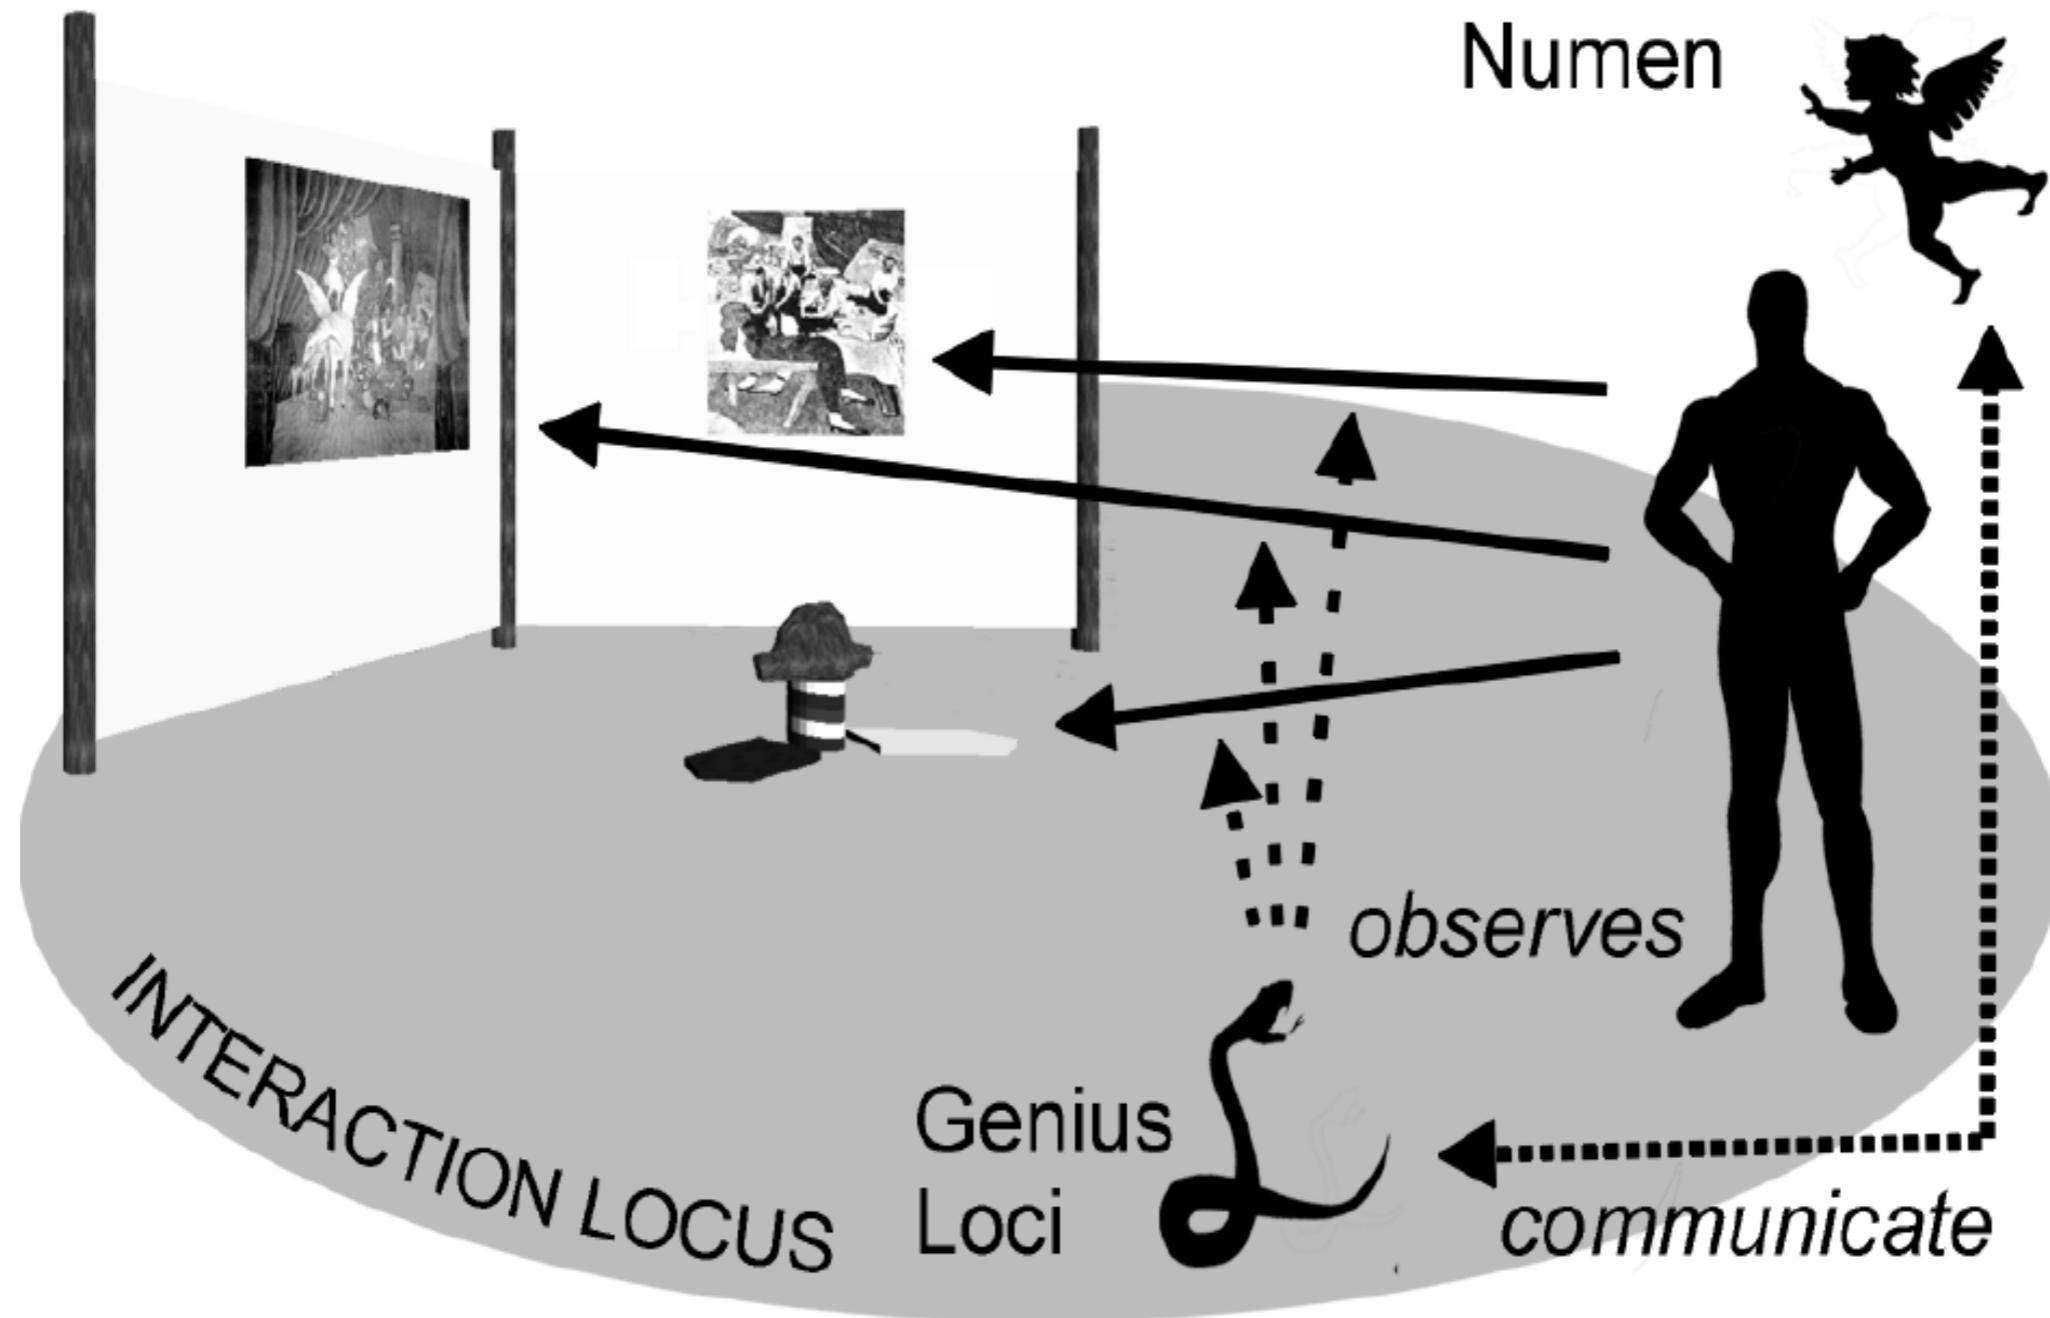 Numen
observes
Genius
Loci
INTERACTION LOCUS
communicate